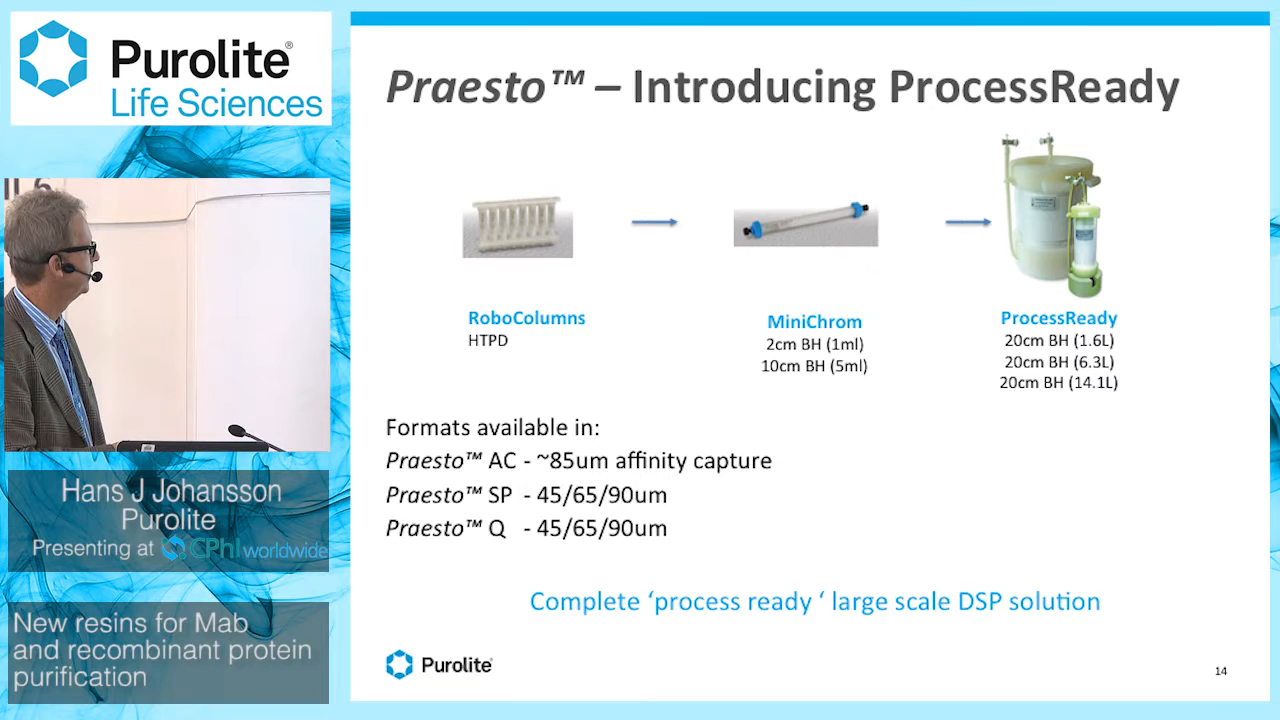 Purolite®
Life Sciences
Hans J Johansson
Purolite
Presenting at CPhI worldwide
New resins for Mab
and recombinant protein
purification
Praesto™ – Introducing ProcessReady
RoboColumns
HTPD
MiniChrom
2cm BH (1ml)
10cm BH (5ml)
ProcessReady
20cm BH (1.6L)
20cm BH (6.3L)
20cm BH (14.1L)
Formats available in:
Praesto™ AC - ~85um affinity capture
Praesto™ SP - 45/65/90um
Praesto™ Q - 45/65/90um
Complete ‘process ready ‘ large scale DSP solution
Purolite®
14